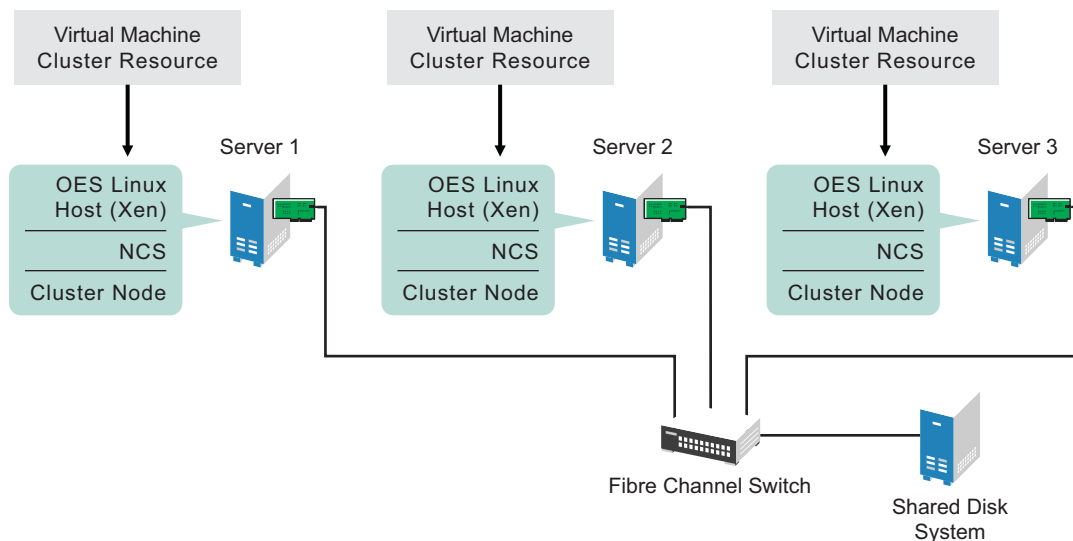 Virtual Machine
Cluster Resource
Virtual Machine
Cluster Resource
Virtual Machine
Cluster Resource
Server 1
Server 2
Server 3
OES Linux
Host (Xen)
NCS
Cluster Node
OES Linux
Host (Xen)
NCS
Cluster Node
OES Linux
Host (Xen)
NCS
Cluster Node
Fibre Channel Switch
Shared Disk
System